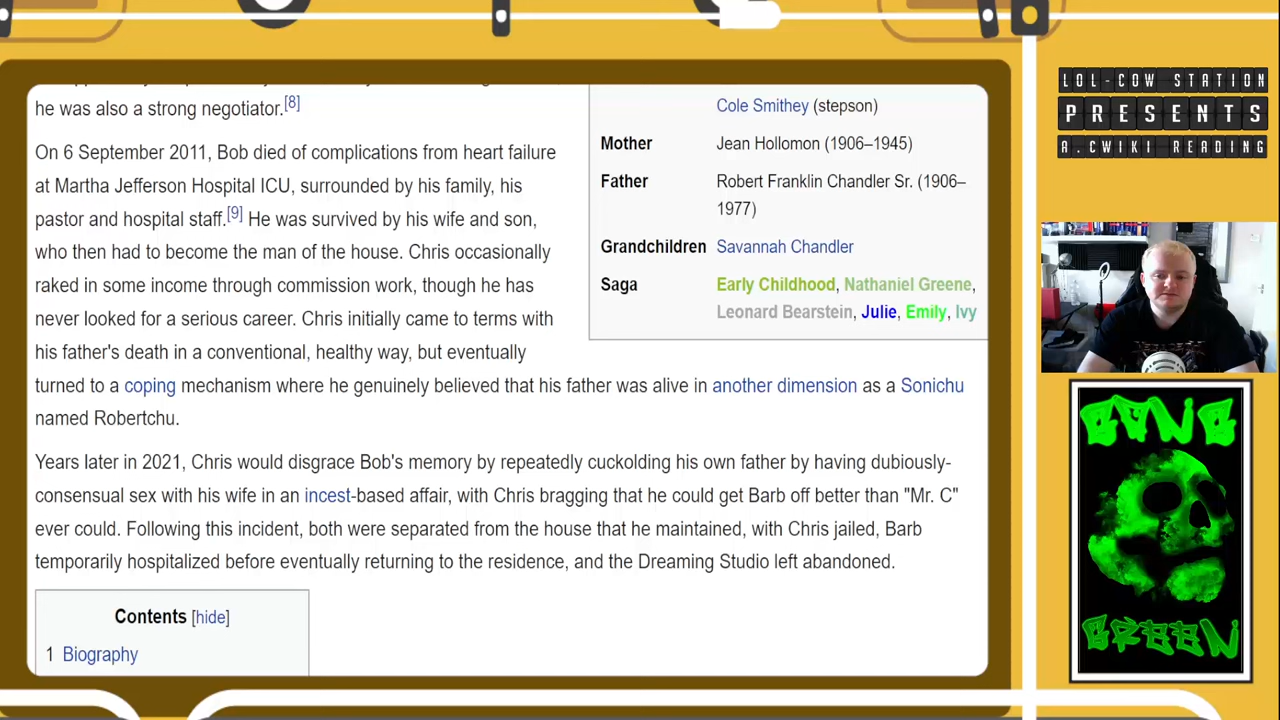 he was also a strong negotiator.[8]
On 6 September 2011, Bob died of complications from heart failure
at Martha Jefferson Hospital ICU, surrounded by his family, his
pastor and hospital staff.[9] He was survived by his wife and son,
who then had to become the man of the house. Chris occasionally
raked in some income through commission work, though he has
never looked for a serious career. Chris initially came to terms with
his father's death in a conventional, healthy way, but eventually
turned to a coping mechanism where he genuinely believed that his father was alive in another dimension as a Sonichu
named Robertchu.
Years later in 2021, Chris would disgrace Bob's memory by repeatedly cuckolding his own father by having dubiously-
consensual sex with his wife in an incest-based affair, with Chris bragging that he could get Barb off better than "Mr. C"
ever could. Following this incident, both were separated from the house that he maintained, with Chris jailed, Barb
temporarily hospitalized before eventually returning to the residence, and the Dreaming Studio left abandoned.
Contents [hide]
1 Biography
Cole Smithey (stepson)
Mother Jean Hollomon (1906–1945)
Father Robert Franklin Chandler Sr. (1906–
1977)
Grandchildren Savannah Chandler
Saga Early Childhood, Nathaniel Greene,
Leonard Bearstein, Julie, Emily, Ivy
LOL-COW STATION
PRESENTS
A.CWIKI READING
GONG
GREEN